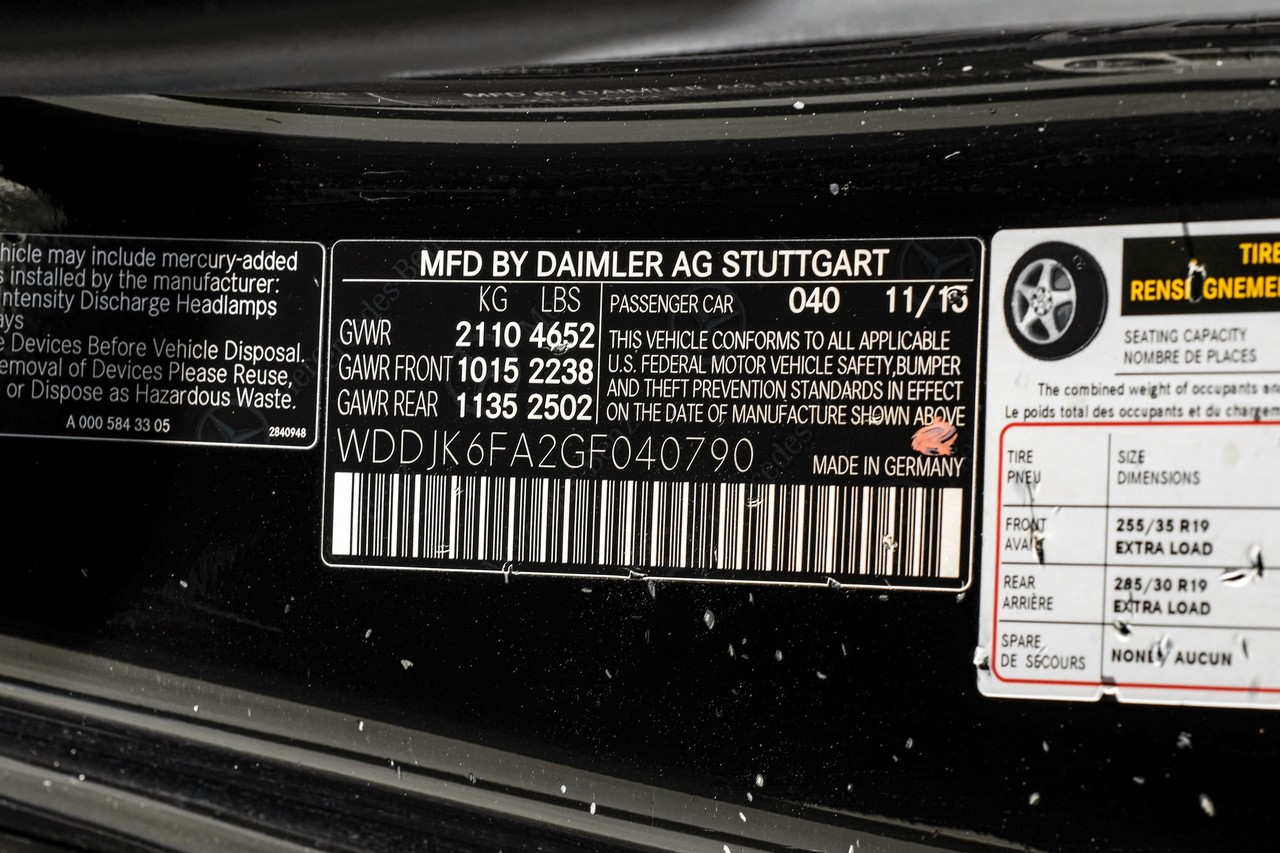 hicle may include mercury-added
s installed by the manufacturer:
Intensity Discharge Headlamps
ays
e Devices Before Vehicle Disposal.
emoval of Devices Please Reuse,
or Dispose as Hazardous Waste.
A 000 584 33 05
2840948
MFD BY DAIMLER AG STUTTGART
KG LBS
GVWR 2110 4652
GAWR FRONT 1015 2238
GAWR REAR 1135 2502
PASSENGER CAR 040 11/15
THIS VEHICLE CONFORMS TO ALL APPLICABLE
U.S. FEDERAL MOTOR VEHICLE SAFETY,BUMPER
AND THEFT PREVENTION STANDARDS IN EFFECT
ON THE DATE OF MANUFACTURE SHOWN ABOVE
WDDJK6FA2GF040790
MADE IN GERMANY
TIRE
RENSEIGNEME
SEATING CAPACITY
NOMBRE DE PLACES
The combined weight of occupants an
Le poids total des occupants et du chargem
TIRE SIZE
PNEU DIMENSIONS
FRONT 255/35 R19
AVANT EXTRA LOAD
REAR 285/30 R19
ARRIÈRE EXTRA LOAD
SPARE
DE SECOURS NONE / AUCUN